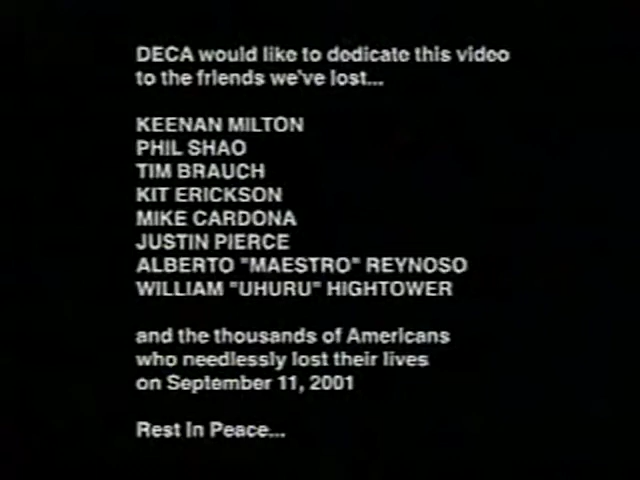 DECA would like to dedicate this video
to the friends we've lost...
KEENAN MILTON
PHIL SHAO
TIM BRAUCH
KIT ERICKSON
MIKE CARDONA
JUSTIN PIERCE
ALBERTO "MAESTRO" REYNOSO
WILLIAM "UHURU" HIGHTOWER
and the thousands of Americans
who needlessly lost their lives
on September 11, 2001
Rest In Peace...